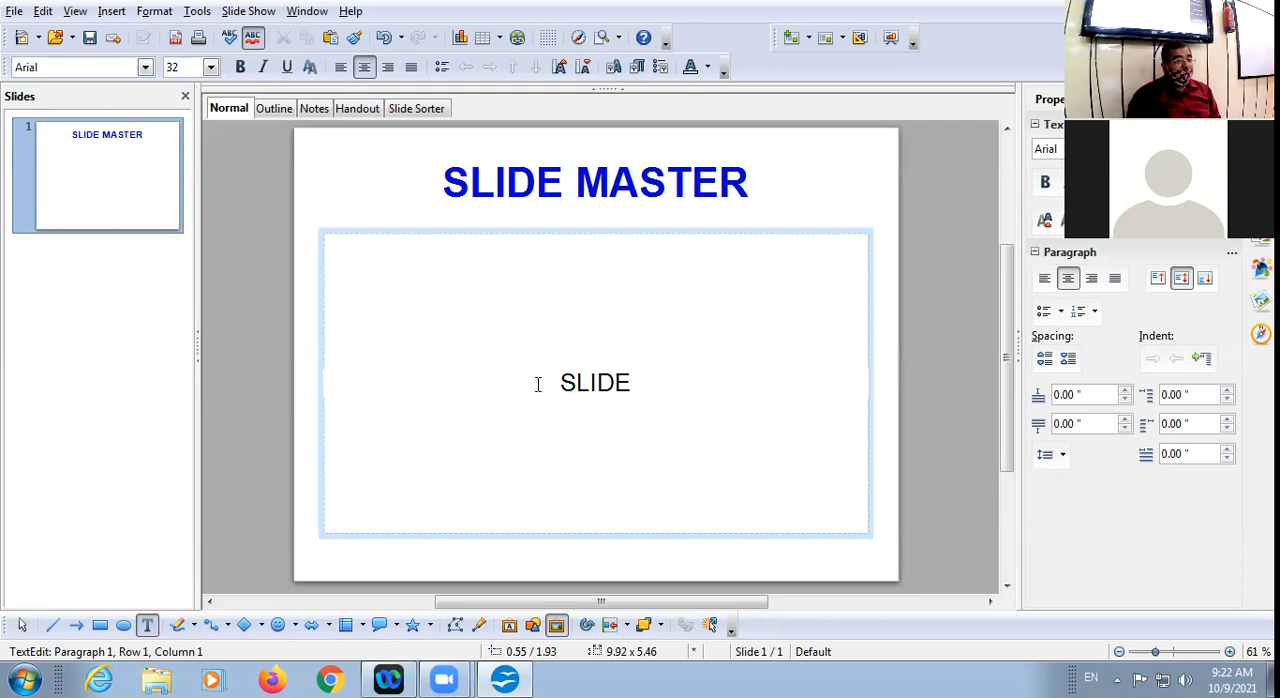 File Edit View Insert Format Tools Slide Show Window Help
Arial 32
Slides
Normal Outline Notes Handout Slide Sorter
1
SLIDE MASTER
SLIDE MASTER
SLIDE
Arial
Paragraph
Spacing: Indent:
0.00 " 0.00 "
0.00 " 0.00 "
0.00 "
TextEdit: Paragraph 1, Row 1, Column 1 0.55 / 1.93 9.92 x 5.46 * Slide 1 / 1 Default 61 %
EN 9:22 AM
10/9/2021